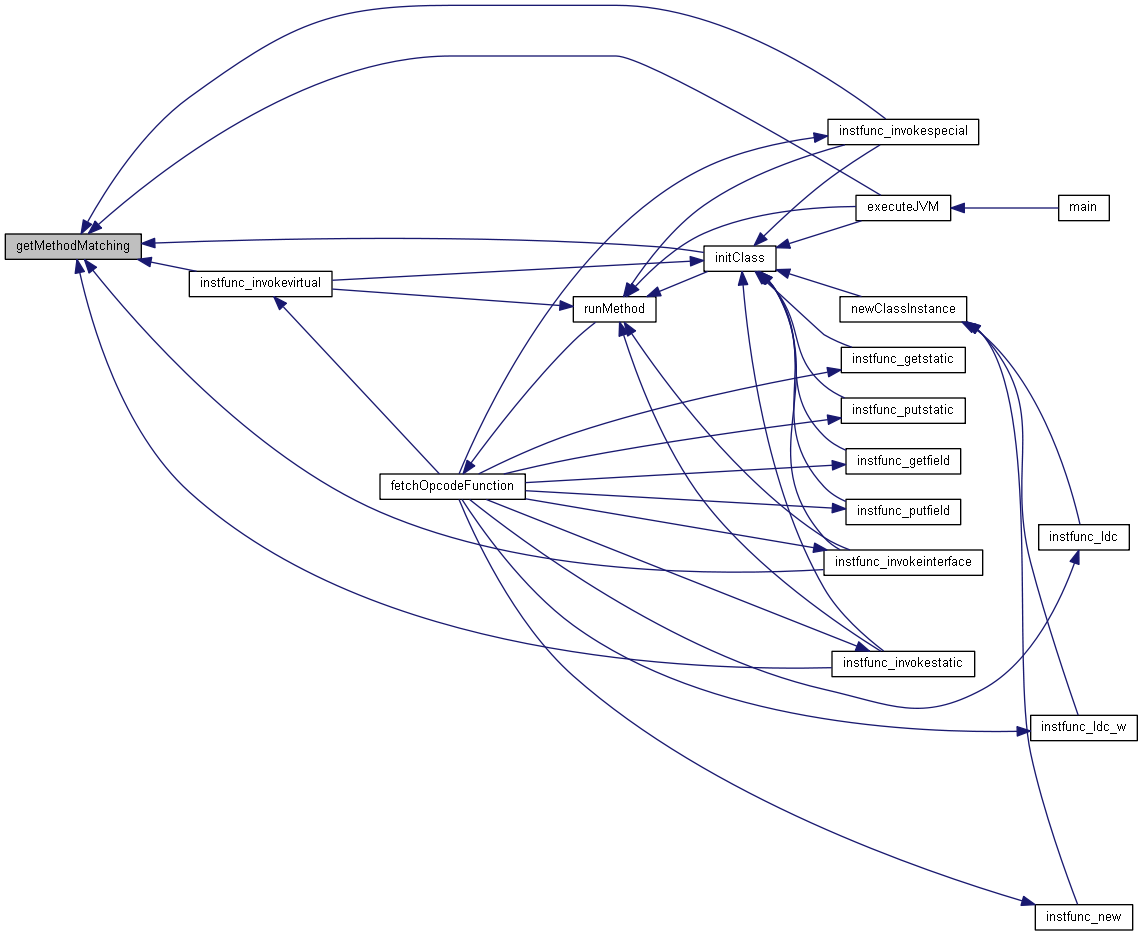 instfunc_invokespecial
executeJVM
main
getMethodMatching
initClass
instfunc_invokevirtual
runMethod
newClassInstance
instfunc_getstatic
instfunc_putstatic
instfunc_getfield
fetchOpcodeFunction
instfunc_putfield
instfunc_ldc
instfunc_invokeinterface
instfunc_invokestatic
instfunc_ldc_w
instfunc_new